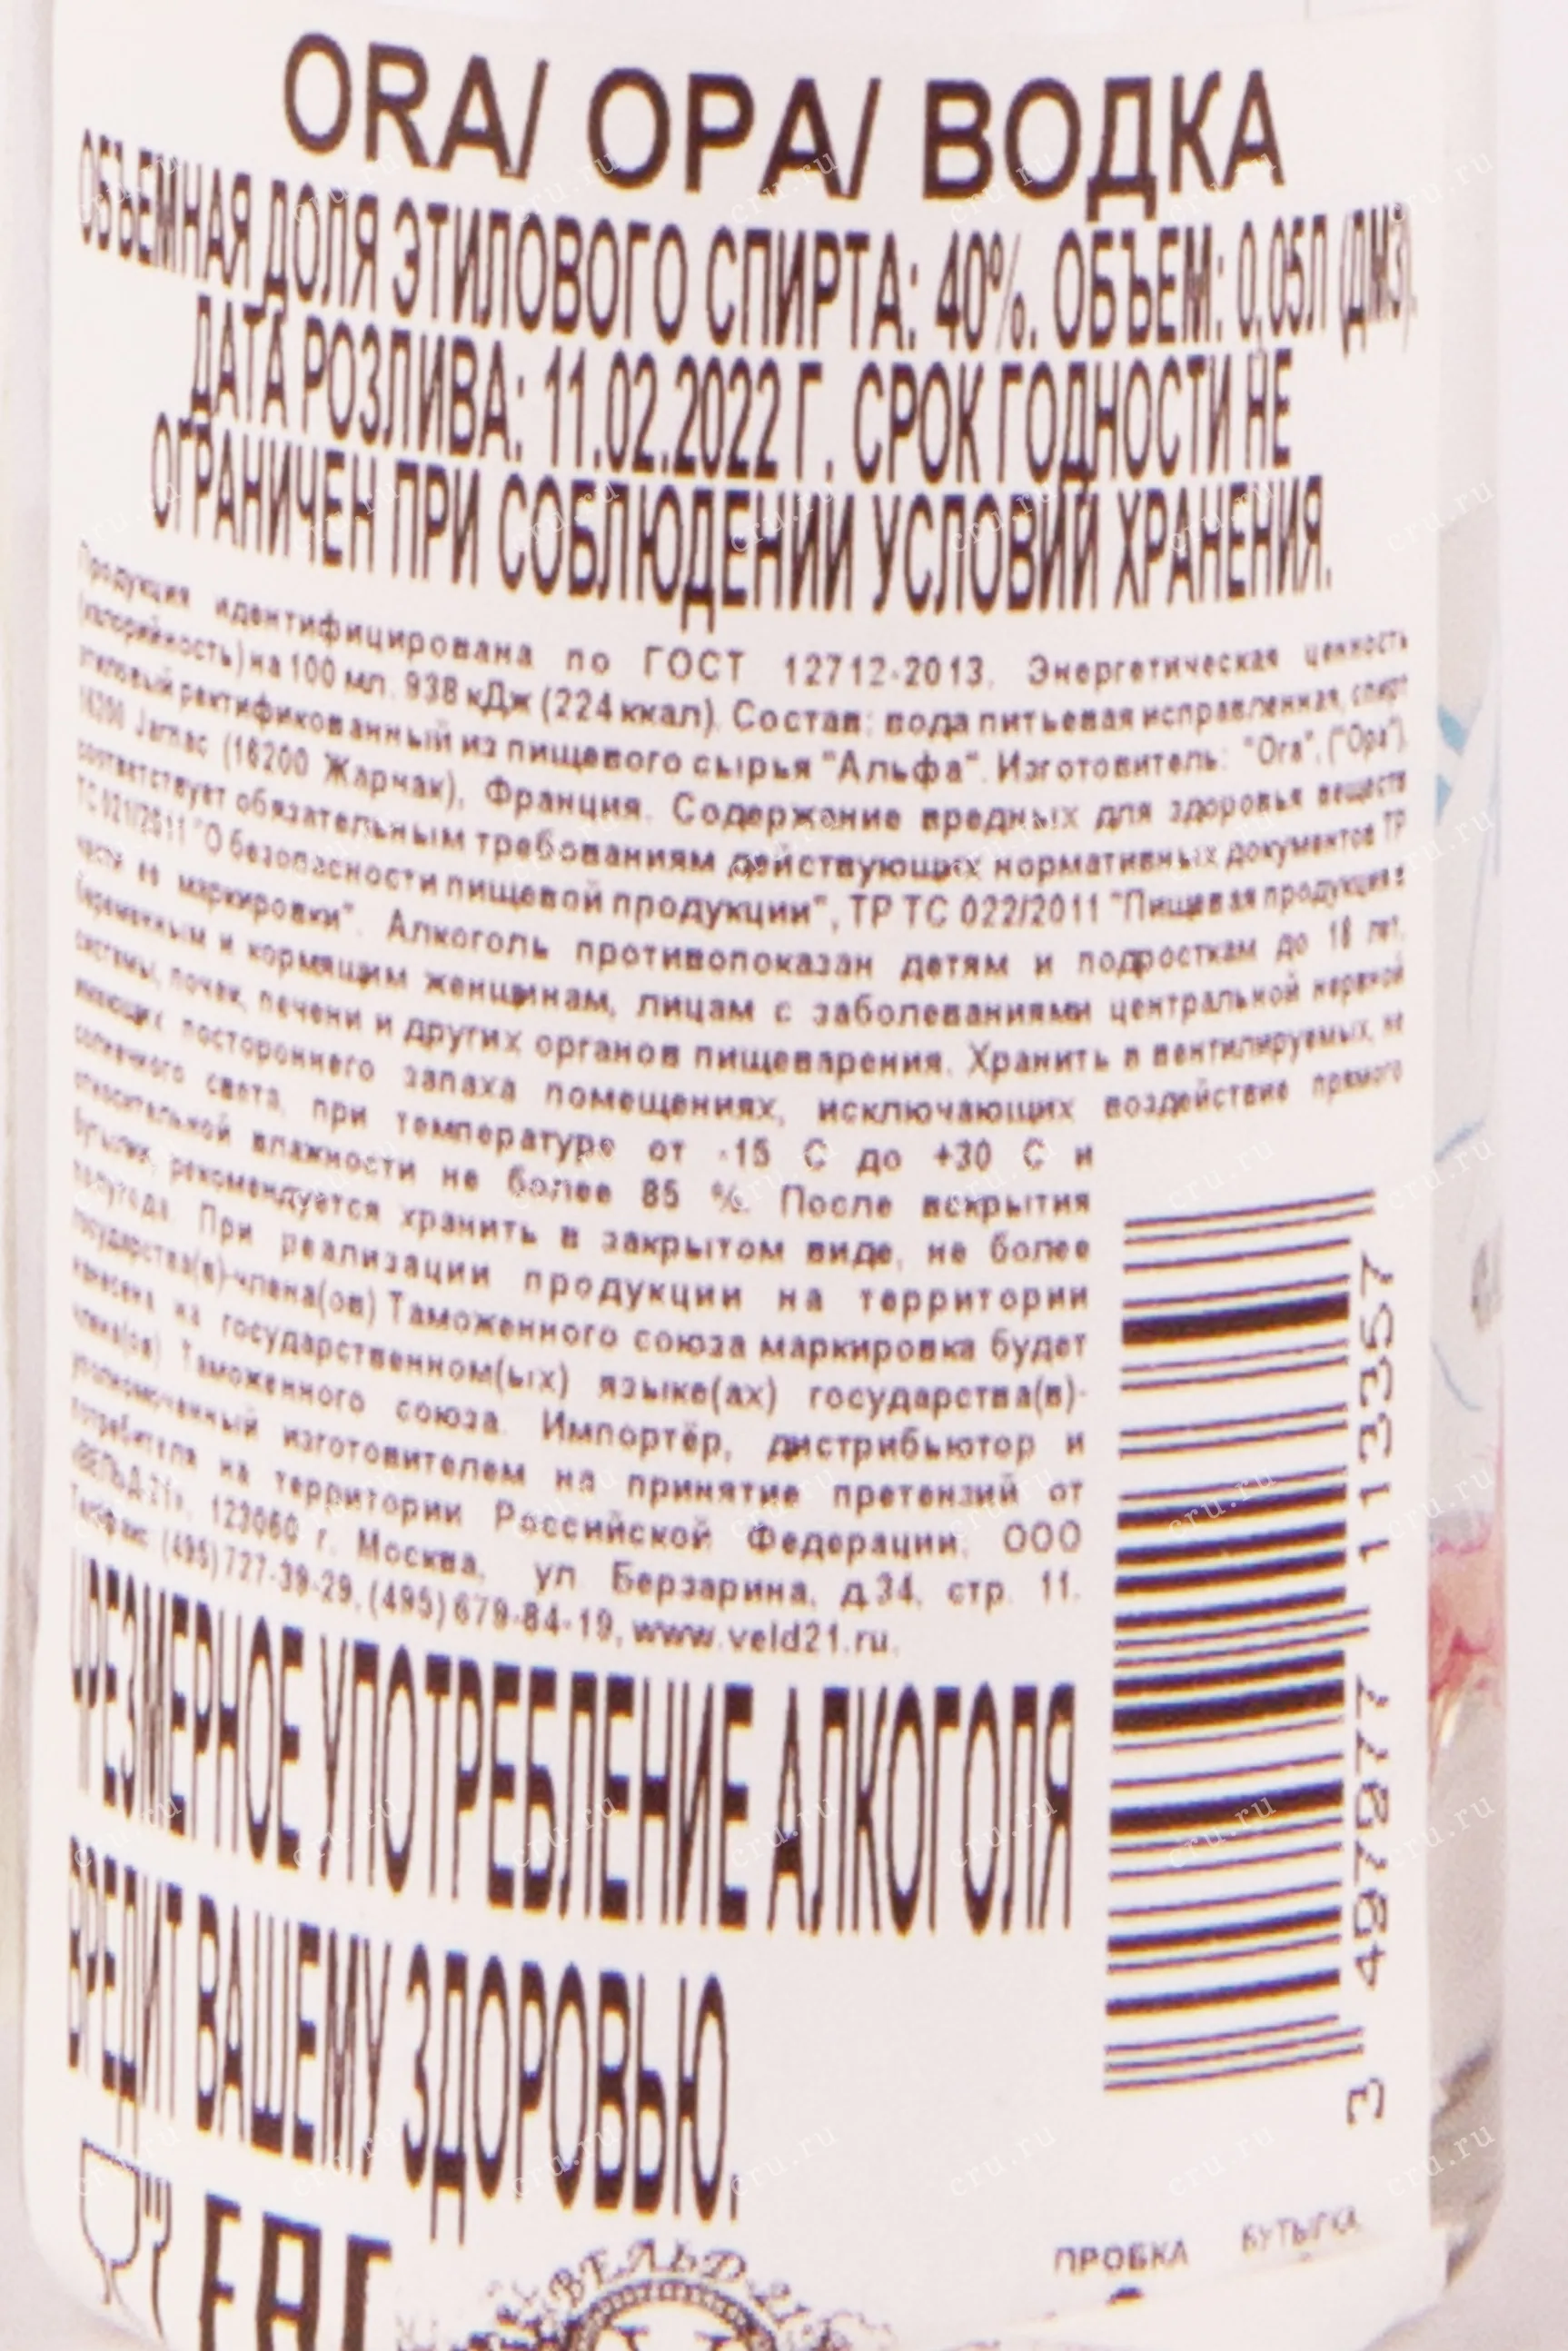 ORA/ ОРА/ ВОДКА
ОБЪЕМНАЯ ДОЛЯ ЭТИЛОВОГО СПИРТА: 40%. ОБЪЕМ: 0,05Л (ДМ3).
ДАТА РОЗЛИВА: 11.02.2022 Г. СРОК ГОДНОСТИ НЕ
ОГРАНИЧЕН ПРИ СОБЛЮДЕНИИ УСЛОВИЙ ХРАНЕНИЯ.
Продукция идентифицирована по ГОСТ 12712-2013. Энергетическая ценность
(калорийность) на 100 мл. 938 кДж (224 ккал). Состав: вода питьевая исправленная, спирт
этиловый ректификованный из пищевого сырья "Альфа". Изготовитель: "Ora", ("Ора").
16200 Jarnac (16200 Жарнак), Франция. Содержание вредных для здоровья веществ
соответствует обязательным требованиям действующих нормативных документов ТР
ТС 021/2011 "О безопасности пищевой продукции", ТР ТС 022/2011 "Пищевая продукция в
части ее маркировки". Алкоголь противопоказан детям и подросткам до 18 лет,
беременным и кормящим женщинам, лицам с заболеваниями центральной нервной
системы, почек, печени и других органов пищеварения. Хранить в вентилируемых, не
имеющих постороннего запаха помещениях, исключающих воздействие прямого
солнечного света, при температуре от -15 С до +30 С и
относительной влажности не более 85 %. После вскрытия
бутылки, рекомендуется хранить в закрытом виде, не более
полугода. При реализации продукции на территории
государства(в)-члена(ов) Таможенного союза маркировка будет
нанесена на государственном(ых) языке(ах) государства(в)-
члена(ов) Таможенного союза. Импортёр, дистрибьютор и
уполномоченный изготовителем на принятие претензий от
потребителя на территории Российской Федерации: ООО
«ВЕЛЬД-21», 123060 г. Москва, ул Берзарина, д.34, стр. 11.
Тел/факс (495) 727-39-29, (495) 679-84-19, www.veld21.ru.
ЧРЕЗМЕРНОЕ УПОТРЕБЛЕНИЕ АЛКОГОЛЯ
ВРЕДИТ ВАШЕМУ ЗДОРОВЬЮ.
3 497877 113357
ПРОБКА БУТЫЛКА
EAC
ВЕЛЬД-21